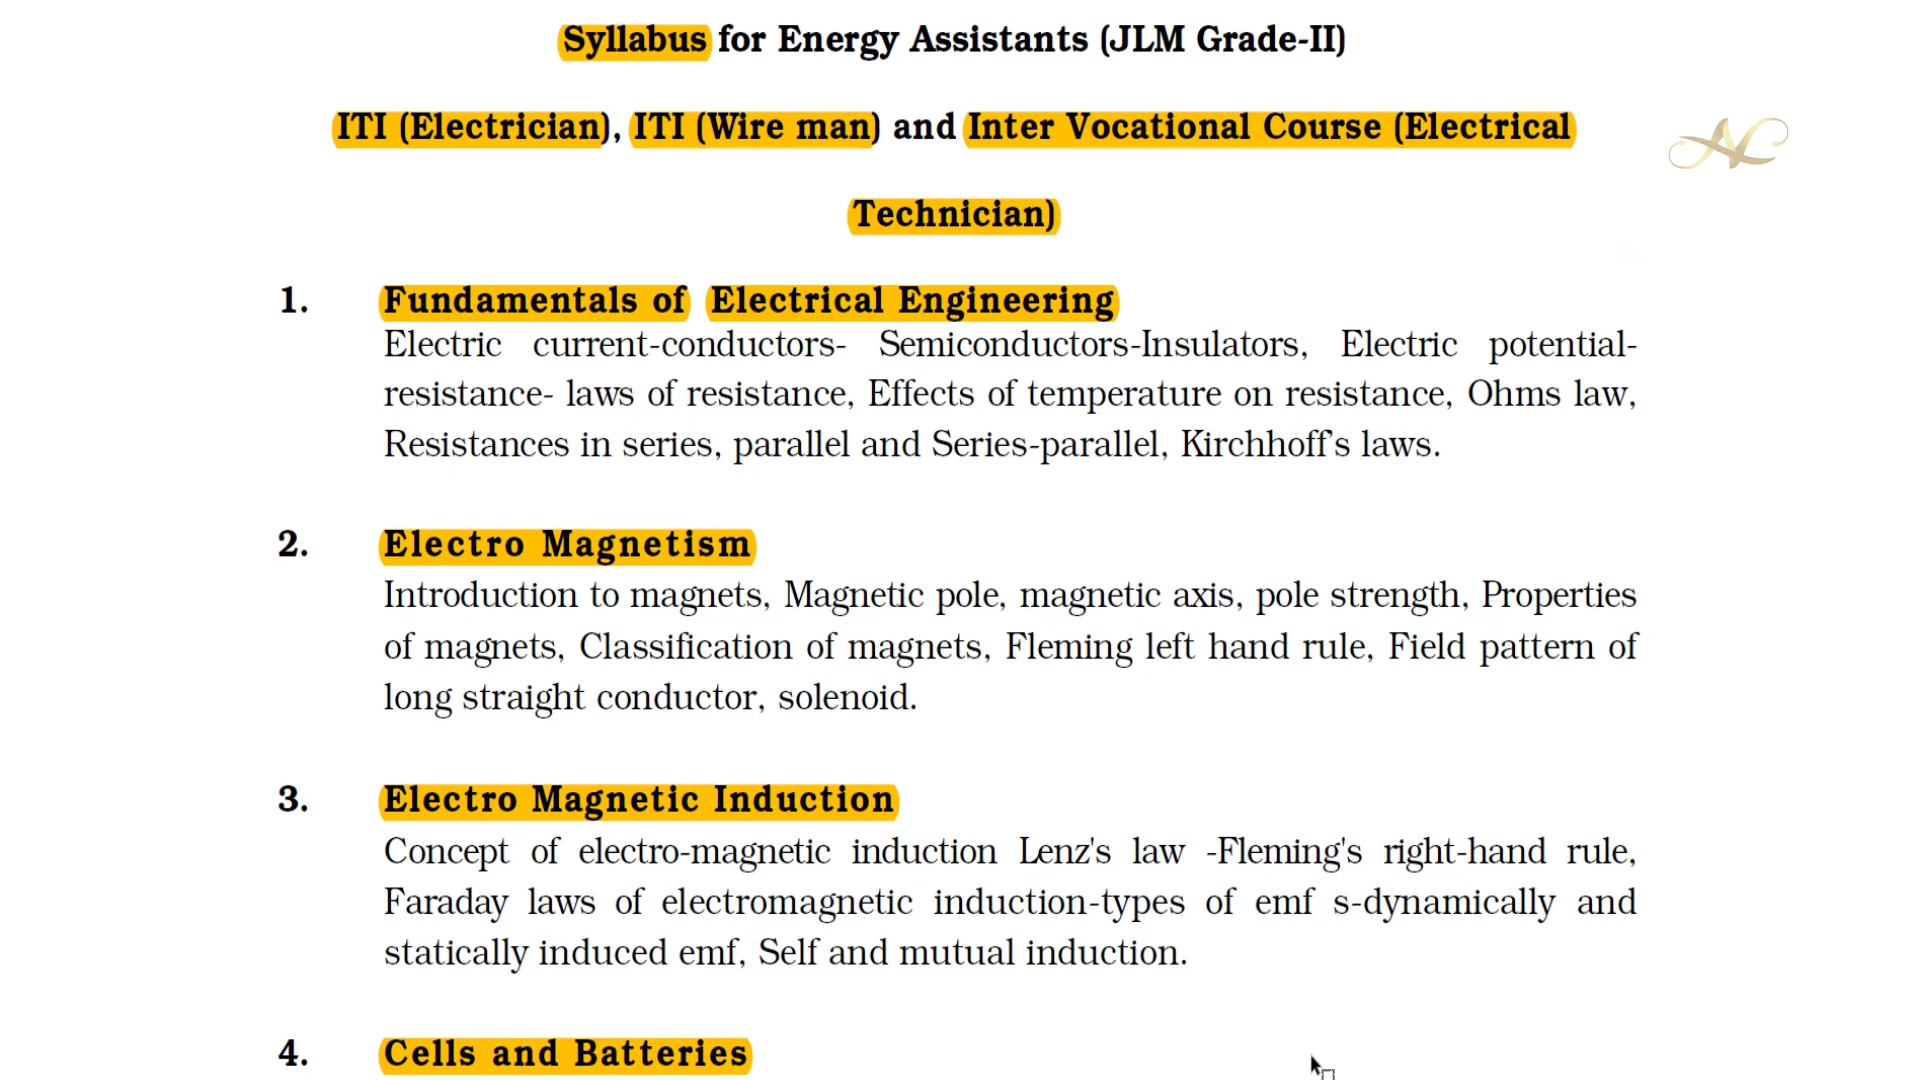 Syllabus for Energy Assistants (JLM Grade-II)
ITI (Electrician), ITI (Wire man) and Inter Vocational Course (Electrical
Technician)
1. Fundamentals of Electrical Engineering
Electric current-conductors- Semiconductors-Insulators, Electric potential-
resistance- laws of resistance, Effects of temperature on resistance, Ohms law,
Resistances in series, parallel and Series-parallel, Kirchhoff's laws.
2. Electro Magnetism
Introduction to magnets, Magnetic pole, magnetic axis, pole strength, Properties
of magnets, Classification of magnets, Fleming left hand rule, Field pattern of
long straight conductor, solenoid.
3. Electro Magnetic Induction
Concept of electro-magnetic induction Lenz's law -Fleming's right-hand rule,
Faraday laws of electromagnetic induction-types of emf s-dynamically and
statically induced emf, Self and mutual induction.
4. Cells and Batteries